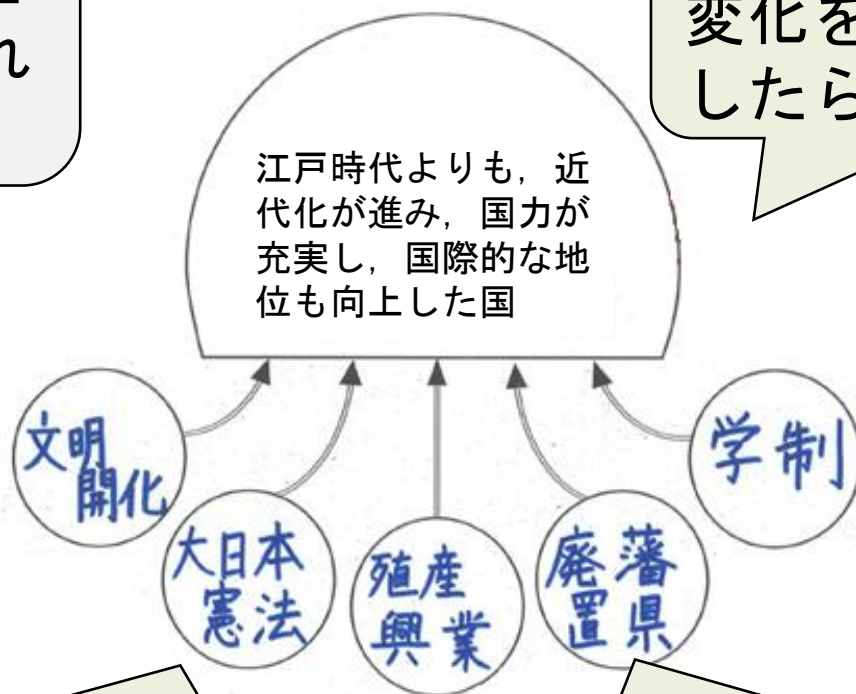 れ
変化を
したら
江戸時代よりも，近
代化が進み，国力が
充実し，国際的な地
位も向上した国
文明
開化
大日本
憲法
殖産
興業
廃藩
置県
学制